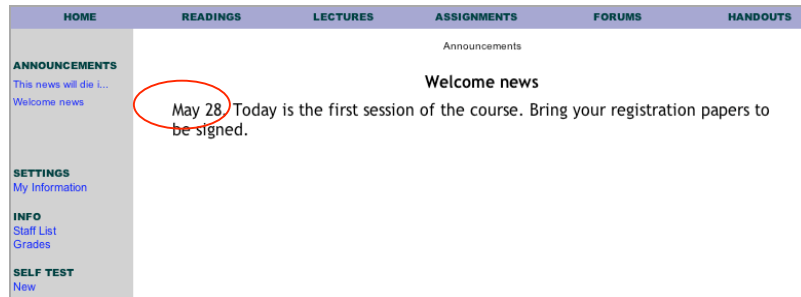 HOME READINGS LECTURES ASSIGNMENTS FORUMS HANDOUTS
Announcements
ANNOUNCEMENTS
This news will die i...
Welcome news
Welcome news
May 28. Today is the first session of the course. Bring your registration papers to
be signed.
SETTINGS
My Information
INFO
Staff List
Grades
SELF TEST
New